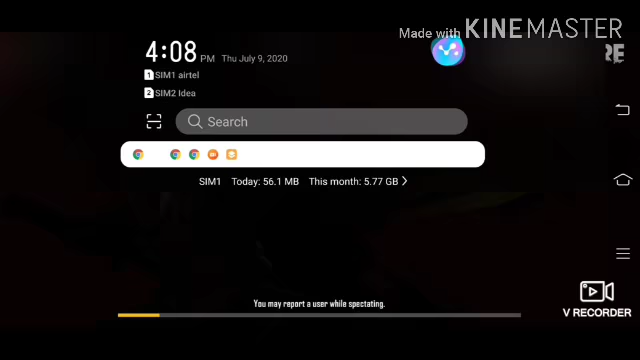 Made with KINEMASTER
4:08 PM Thu July 9, 2020
1 SIM1 airtel
2 SIM2 Idea
Search
SIM1 Today: 56.1 MB This month: 5.77 GB
You may report a user while spectating.
V RECORDER